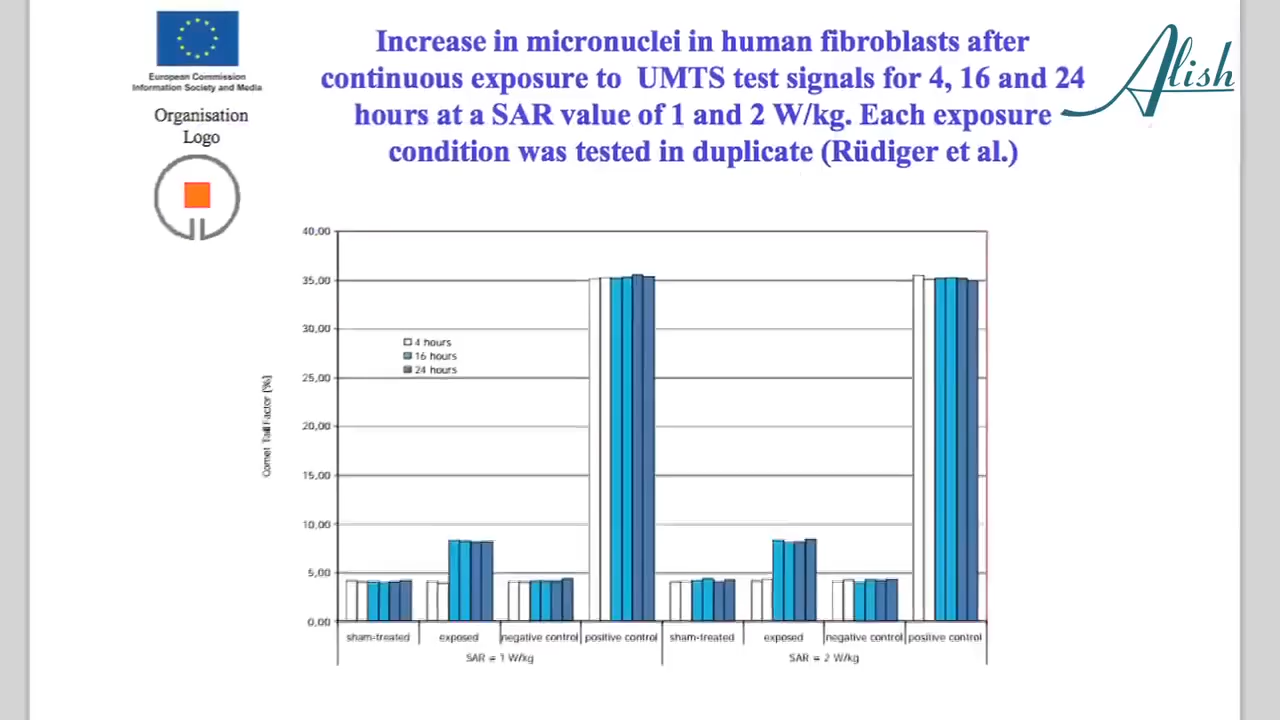 Increase in micronuclei in human fibroblasts after
continuous exposure to UMTS test signals for 4, 16 and 24
hours at a SAR value of 1 and 2 W/kg. Each exposure
condition was tested in duplicate (Rüdiger et al.)
European Commission
Information Society and Media
Organisation
Logo
Alish
40,00
35,00
30,00
25,00
20,00
15,00
10,00
5,00
0,00
Comet Tail Factor [%]
4 hours
16 hours
24 hours
sham-treated exposed negative control positive control sham-treated exposed negative control positive control
SAR = 1 W/kg SAR = 2 W/kg